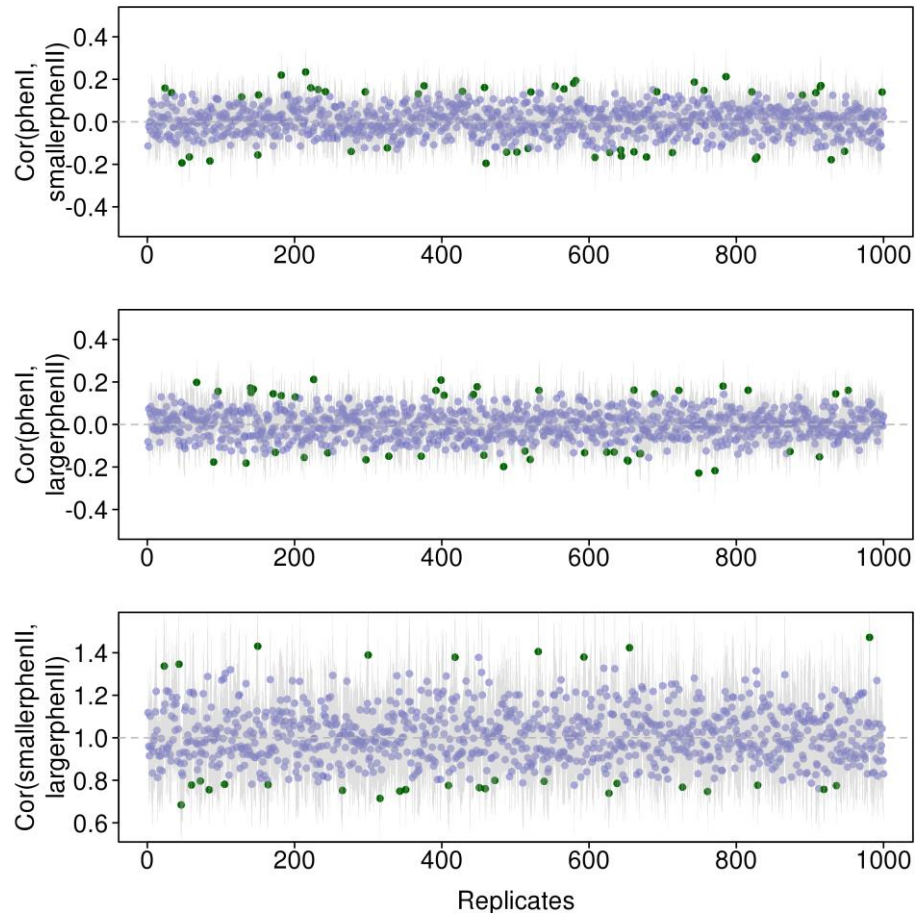 Cor(phenI,
smallerphenII)
0.4
0.2
0.0
-0.2
-0.4
0 200 400 600 800 1000
Cor(phenI,
largerphenII)
0.4
0.2
0.0
-0.2
-0.4
0 200 400 600 800 1000
Cor(smallerphenII,
largerphenII)
1.4
1.2
1.0
0.8
0.6
0 200 400 600 800 1000
Replicates